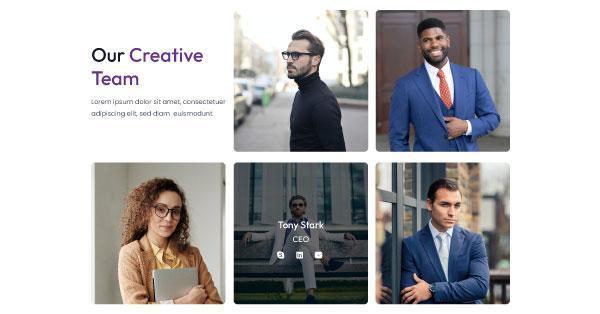 Our Creative
Team
Lorem ipsum dolor sit amet, consectetuer
adipiscing elit, sed diam euismodunt.
Tony Stark
CEO